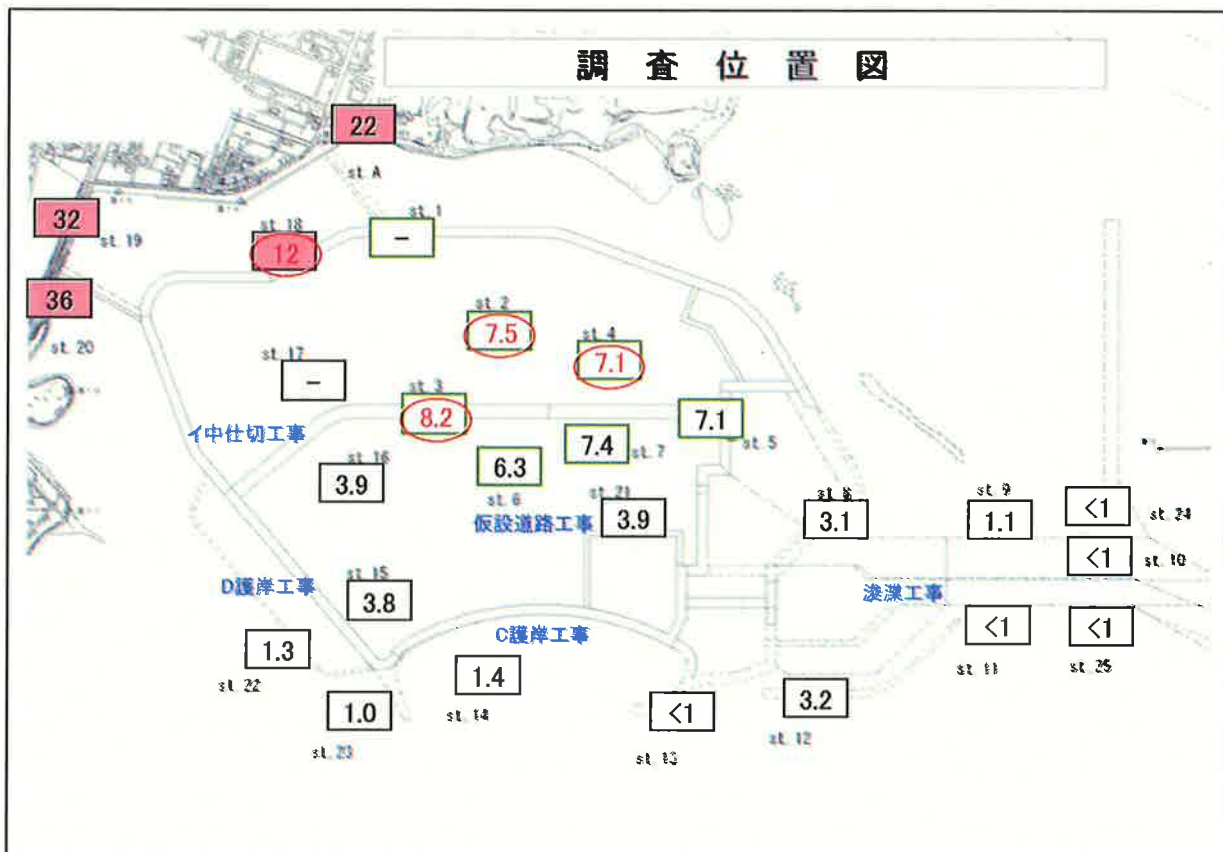 調査位置図
22
st. A
32
st. 19
st. 18
12
st. 1
-
36
st. 20
st. 2
7.5
st. 4
7.1
st. 17
-
st. 3
8.2
7.1
st. 5
イ中仕切工事
7.4
st. 7
st. 16
3.9
6.3
st. 6
st. 21
3.9
仮設道路工事
st. 8
3.1
st. 9
1.1
<1
st. 24
<1
st. 10
D護岸工事
st. 15
3.8
浚渫工事
C護岸工事
<1
st. 11
<1
st. 25
1.3
st. 22
1.4
st. 14
1.0
st. 23
<1
st. 13
3.2
st. 12